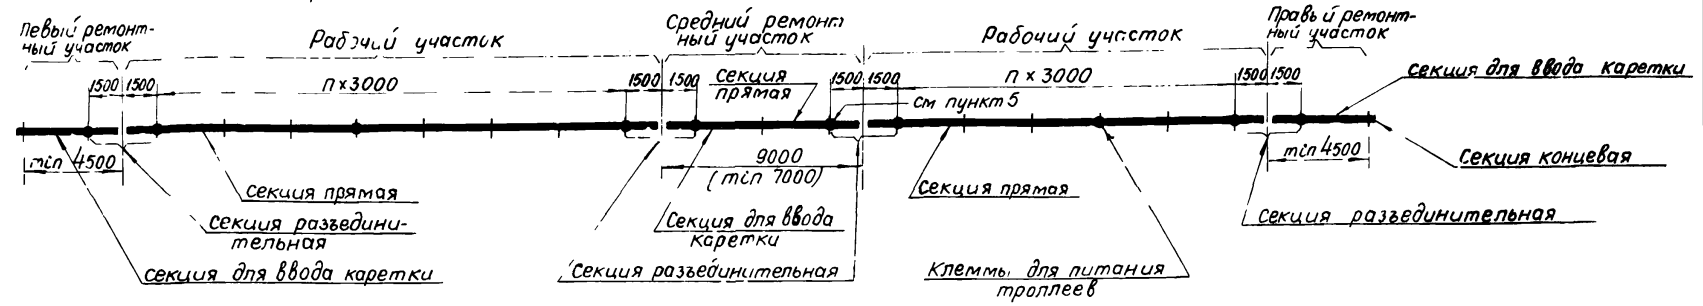 Левый ремонт-
ный участок
Рабочий участок
Средний ремонт
ный участок
Рабочий участок
Правый ремонт-
ный участок
1500 1500
п×3000
1500 1500
секция
прямая
1500 1500
п × 3000
1500 1500
секция для ввода каретки
см пункт 5
min 4500
9000
(min 7000)
min 4500
секция концевая
секция прямая
секция прямая
секция разъедини-
тельная
Секция для ввода
каретки
секция разъединительная
секция для ввода каретки
секция разъединительная
Клеммы для питания
троллеев